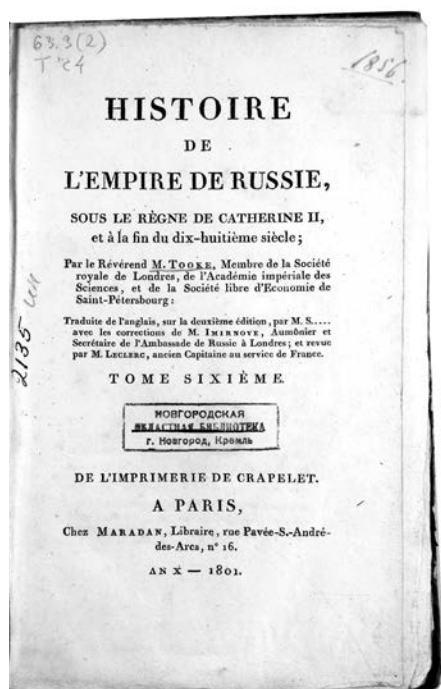 63.3(2)
T
1856
HISTOIRE
DE
L'EMPIRE DE RUSSIE,
SOUS LE RÈGNE DE CATHERINE II,
et à la fin du dix-huitième siècle;
Par le Révérend M. TOOKE, Membre de la Société
royale de Londres, de l'Académie impériale des
Sciences, et de la Société libre d'Economie de
Saint-Pétersbourg:
Traduite de l'anglais, sur la deuxième édition, par M. S.....
avec les corrections de M. IMIRNOVE, Aumônier et
Secrétaire de l'Ambassade de Russie à Londres; et revue
par M. LECLERC, ancien Capitaine au service de France.
TOME SIXIÈME.
НОВГОРОДСКАЯ
ОБЛАСТНАЯ БИБЛИОТЕКА
г. Новгород, Кремль
2135 ин
DE L'IMPRIMERIE DE CRAPELET.
A PARIS,
Chez MARADAN, Libraire, rue Pavée-S.-André-
des-Arcs, n° 16.
AN X — 1801.